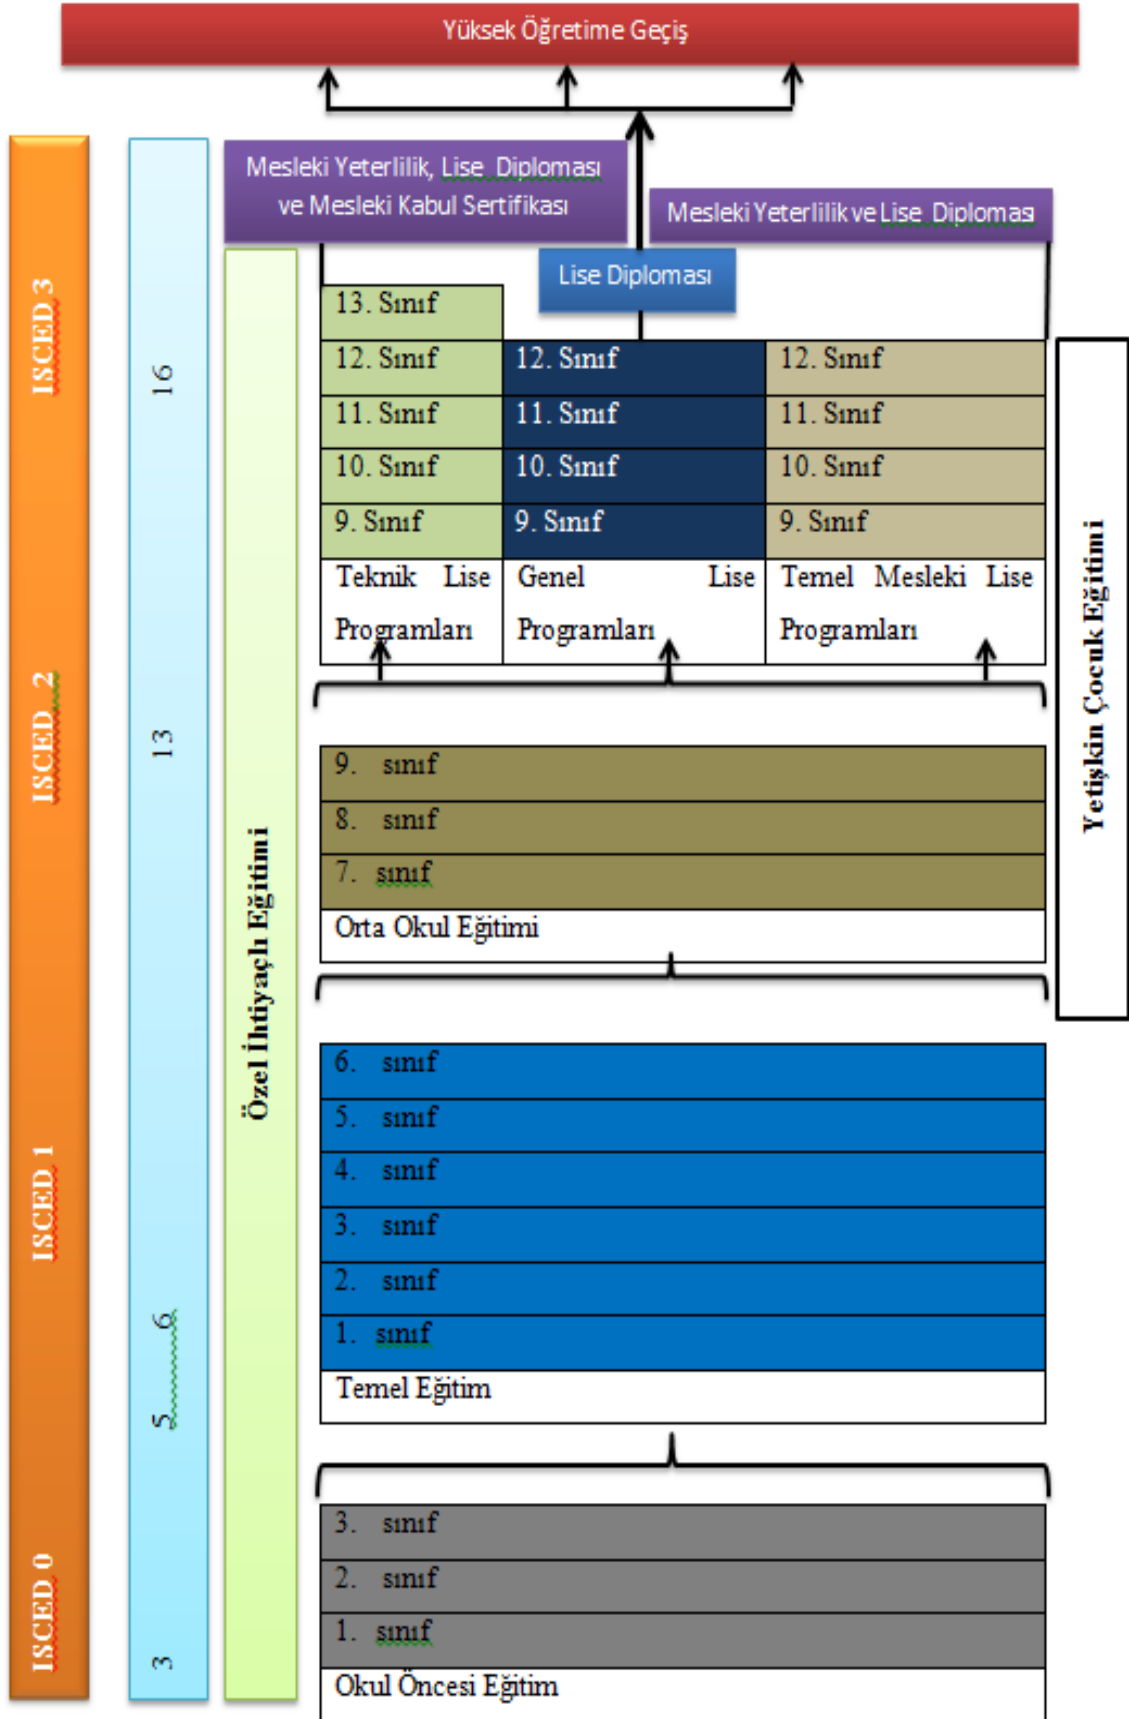 Yüksek Öğretime Geçiş
Mesleki Yeterlilik, Lise Diploması
ve Mesleki Kabul Sertifikası
Mesleki Yeterlilik ve Lise Diploması
Lise Diploması
ISCED 3
ISCED 2
ISCED 1
ISCED 0
16
13
6
5
3
Özel İhtiyaçlı Eğitimi
13. Sınıf
12. Sınıf
11. Sınıf
10. Sınıf
9. Sınıf
Teknik Lise
Programları
12. Sınıf
11. Sınıf
10. Sınıf
9. Sınıf
Genel Lise
Programları
12. Sınıf
11. Sınıf
10. Sınıf
9. Sınıf
Temel Mesleki Lise
Programları
Yetişkin Çocuk Eğitimi
9. sınıf
8. sınıf
7. sınıf
Orta Okul Eğitimi
6. sınıf
5. sınıf
4. sınıf
3. sınıf
2. sınıf
1. sınıf
Temel Eğitim
3. sınıf
2. sınıf
1. sınıf
Okul Öncesi Eğitim